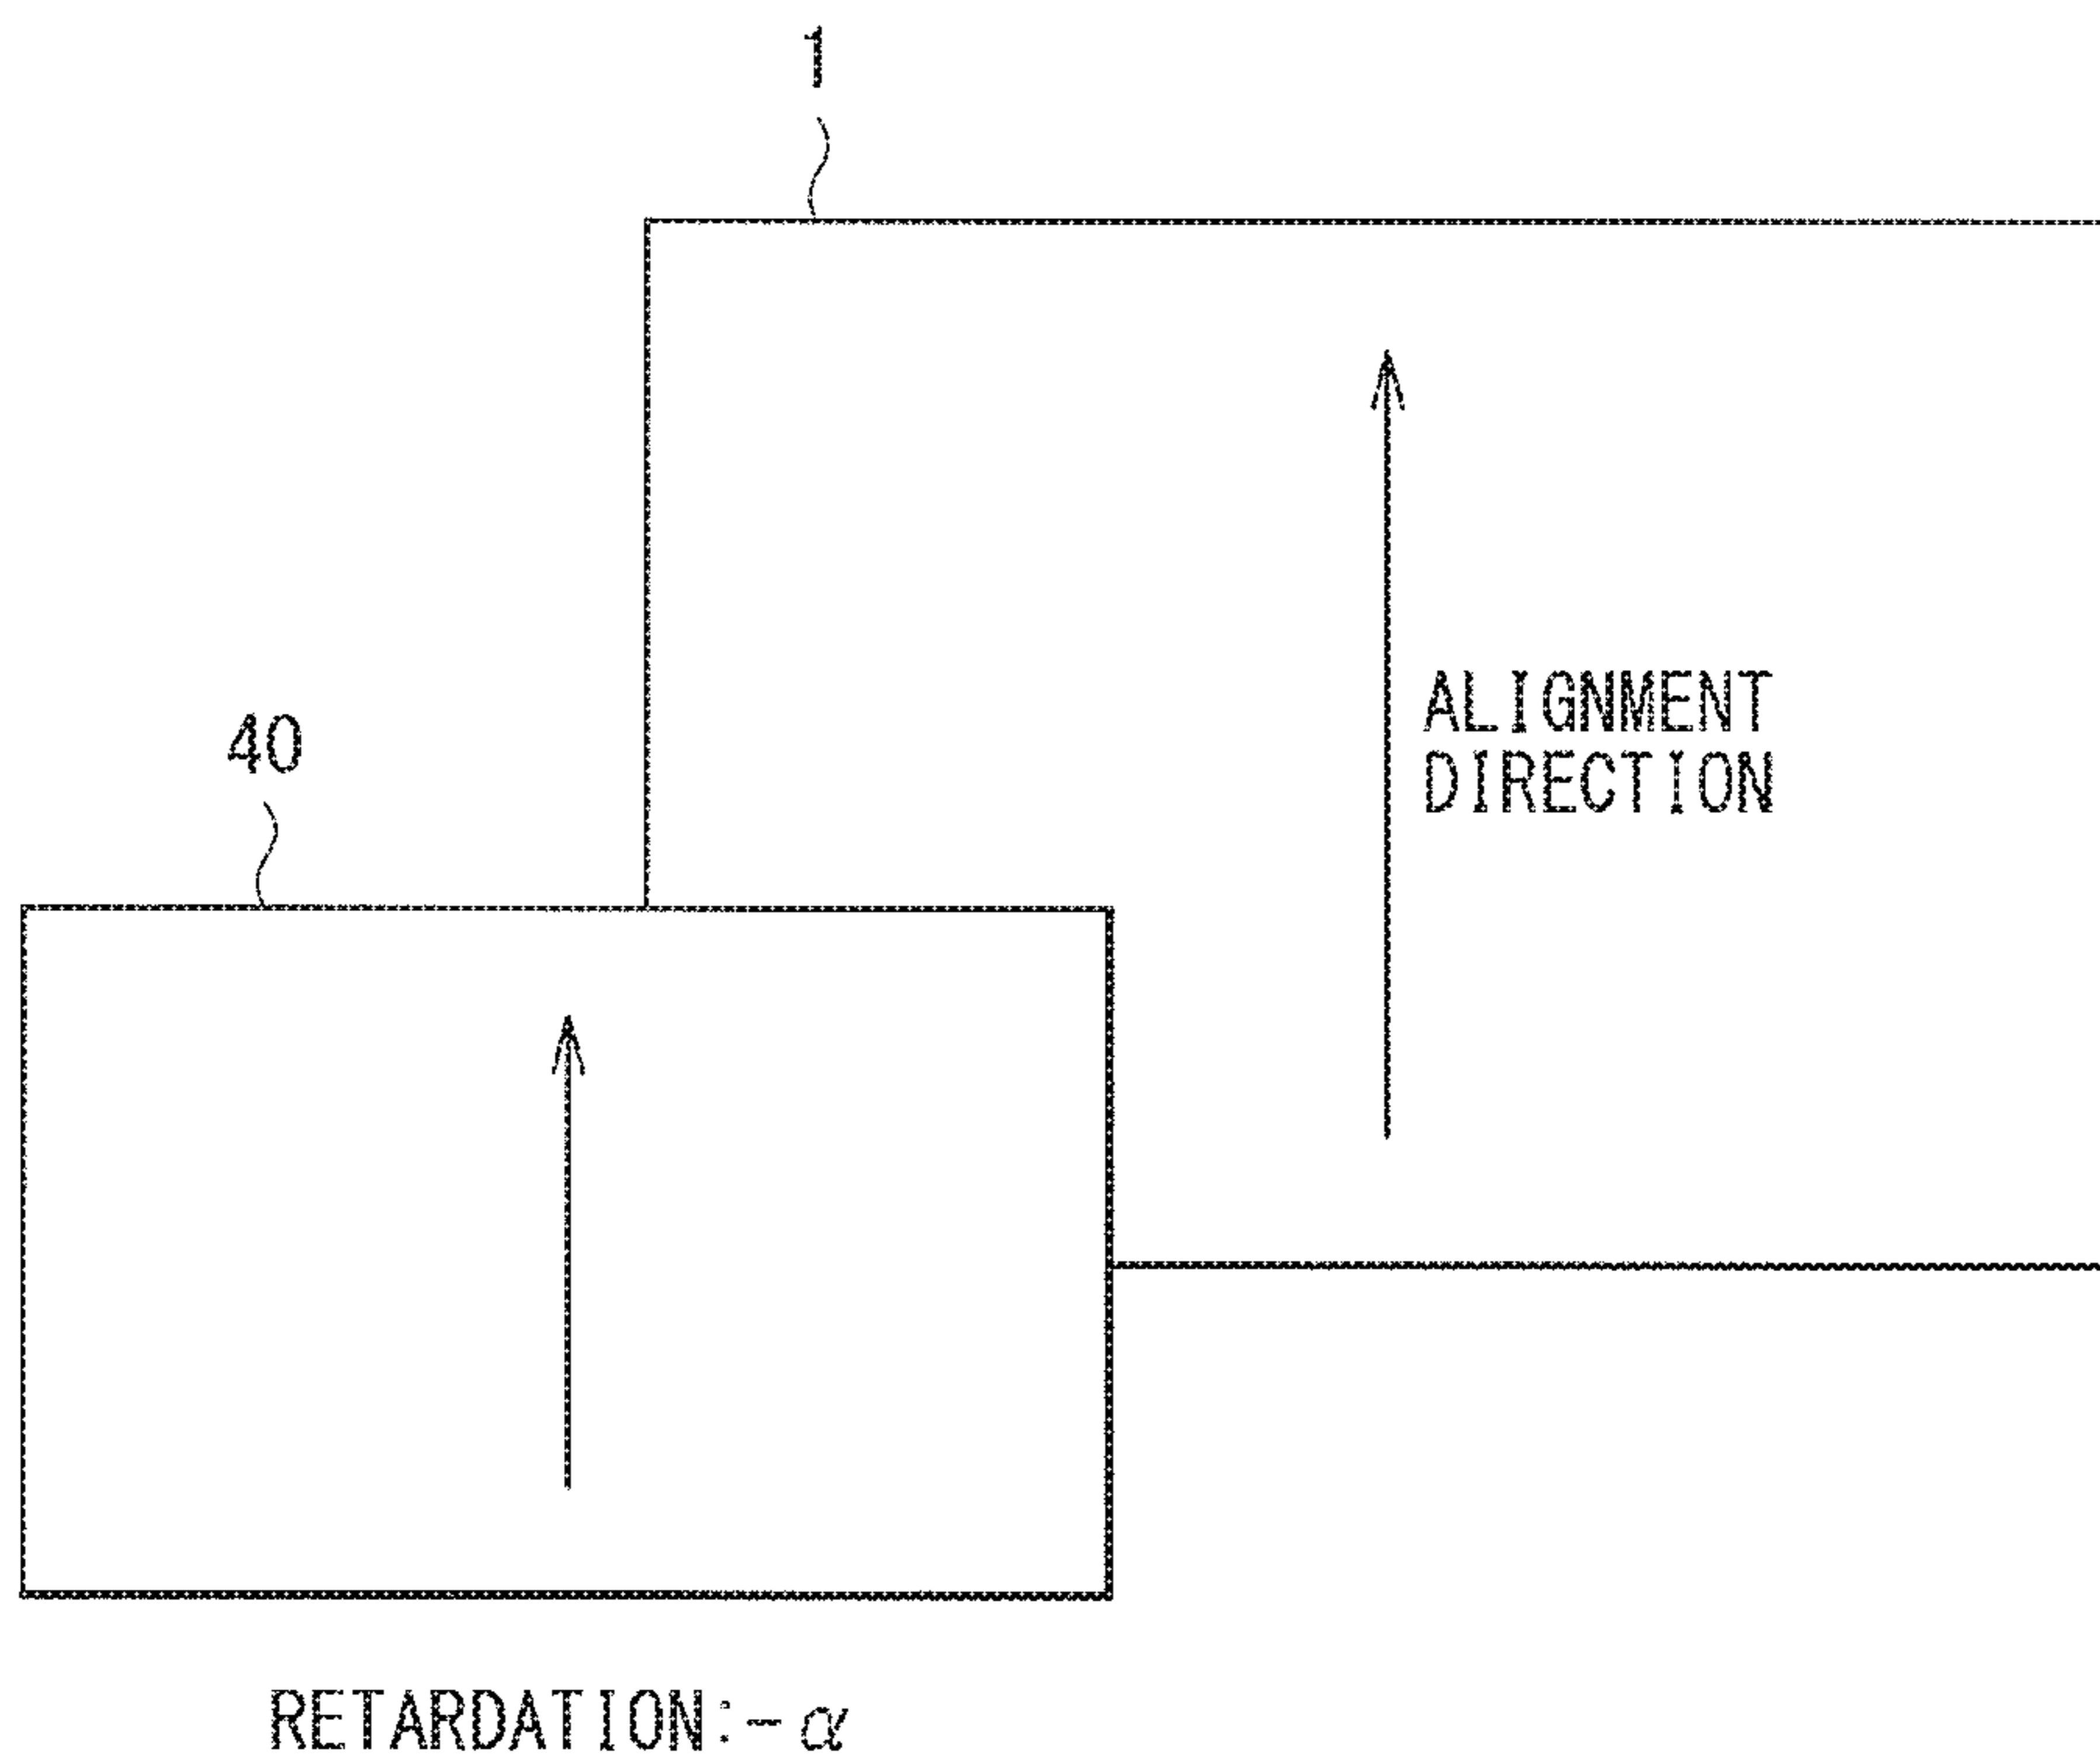 1
ALIGNMENT
DIRECTION
40
RETARDATION:-α